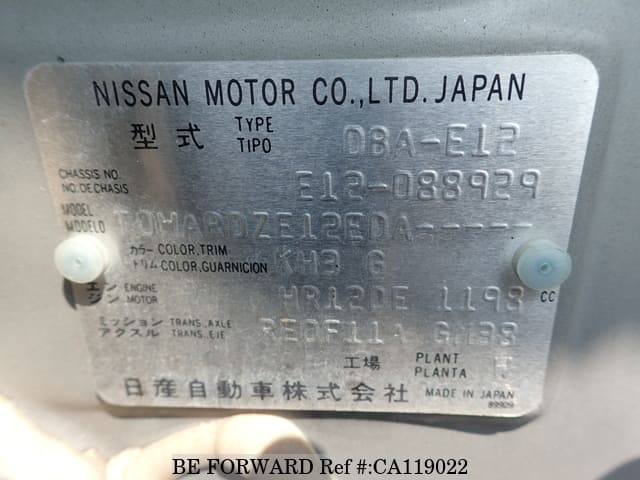 NISSAN MOTOR CO.,LTD. JAPAN
型式 TYPE TIPO DBA-E12
CHASSIS NO. NO. DE CHASIS E12-088929
MODEL MODELO DZE12EDA-----
カラー COLOR, TRIM
トリム COLOR, GUARNICION KH3 G
エンジン ENGINE MOTOR HR12DE 1198 CC
ミッション TRANS., AXLE
アクスル TRANS., EJE RE0F11A
工場 PLANT PLANTA
日産自動車株式会社 MADE IN JAPAN
89909
BE FORWARD Ref #:CA119022